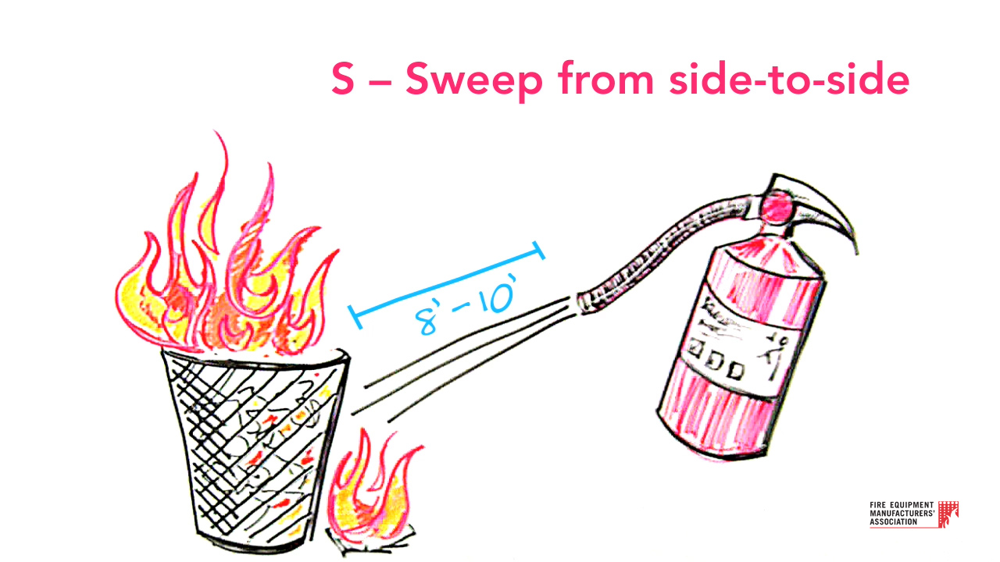 S – Sweep from side-to-side
8' – 10'
FIRE EQUIPMENT
MANUFACTURERS'
ASSOCIATION